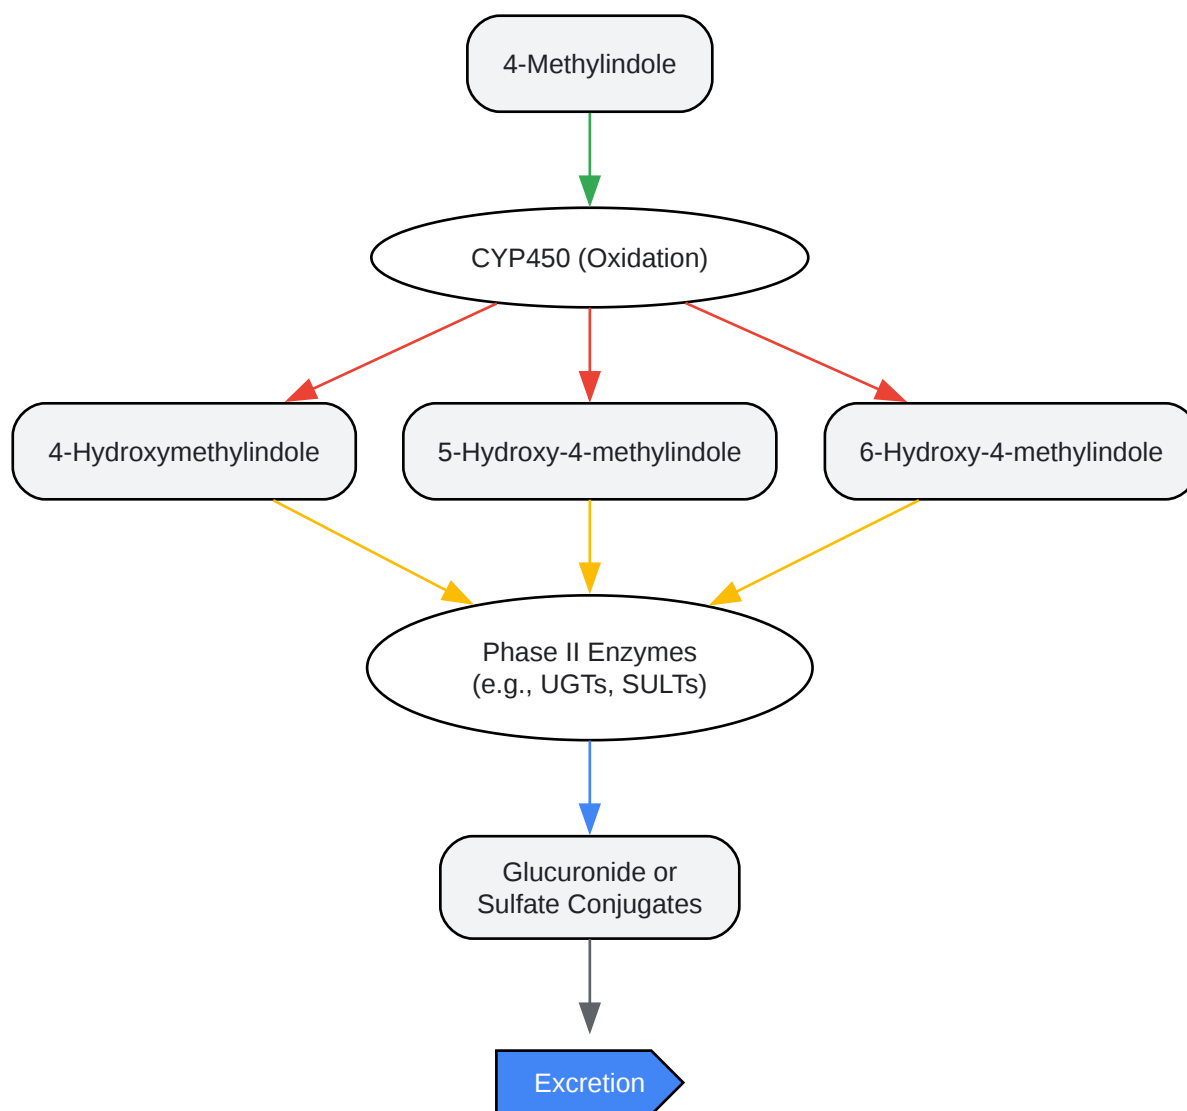 4-Methylindole
CYP450 (Oxidation)
4-Hydroxymethylindole
5-Hydroxy-4-methylindole
6-Hydroxy-4-methylindole
Phase II Enzymes
(e.g., UGTs, SULTs)
Glucuronide or
Sulfate Conjugates
Excretion